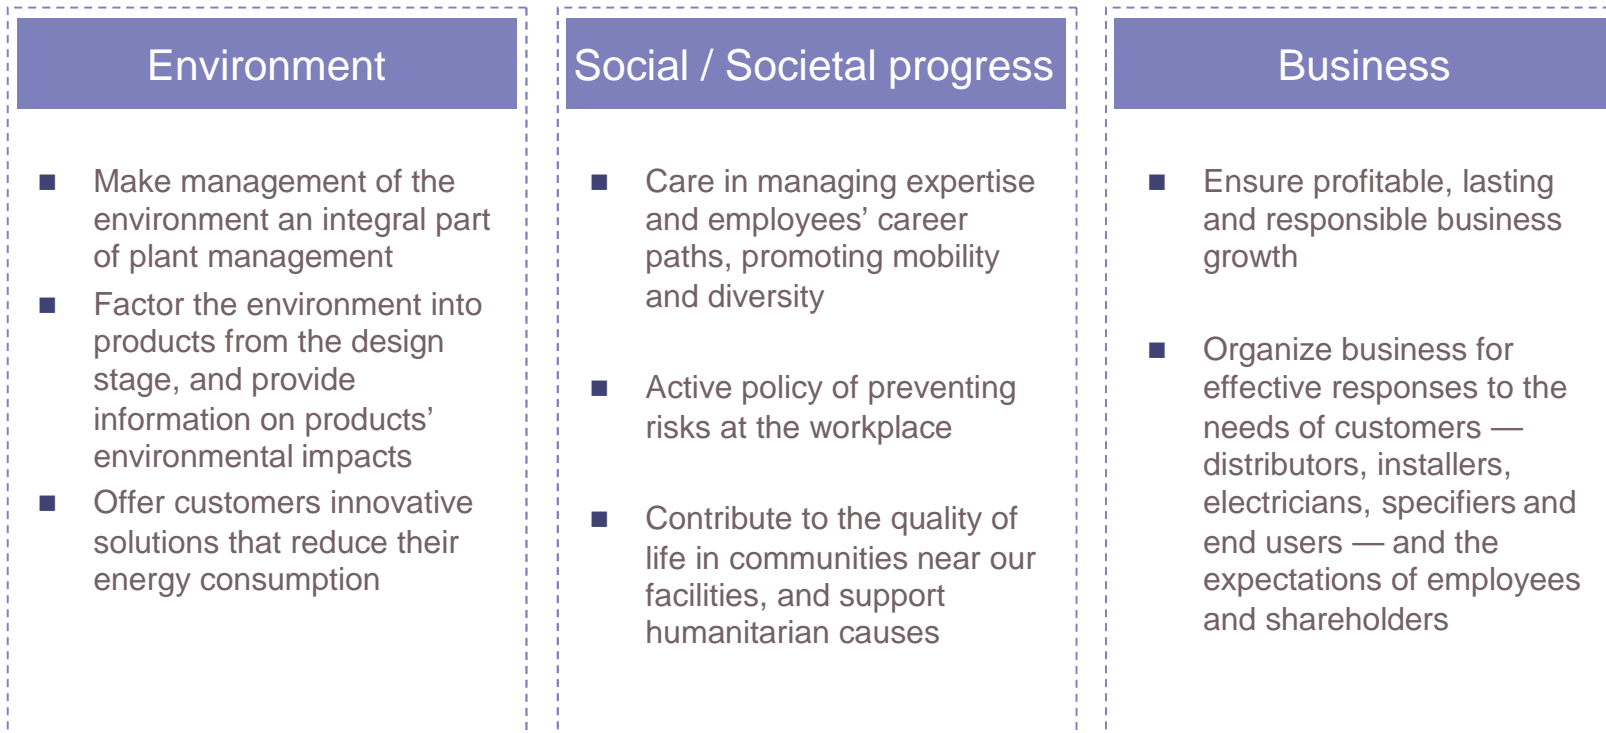 Environment
Make management of the
environment an integral part
of plant management
Factor the environment into
products from the design
stage, and provide
information on products’
environmental impacts
Offer customers innovative
solutions that reduce their
energy consumption
Social / Societal progress
Care in managing expertise
and employees’ career
paths, promoting mobility
and diversity
Active policy of preventing
risks at the workplace
Contribute to the quality of
life in communities near our
facilities, and support
humanitarian causes
Business
Ensure profitable, lasting
and responsible business
growth
Organize business for
effective responses to the
needs of customers —
distributors, installers,
electricians, specifiers and
end users — and the
expectations of employees
and shareholders